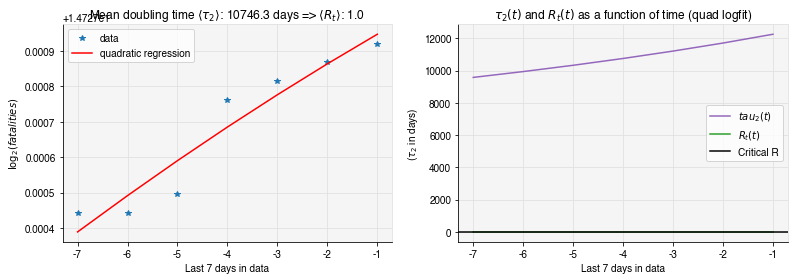 Mean doubling time ⟨τ₂⟩: 10746.3 days => ⟨Rₜ⟩: 1.0
data
quadratic regression
0.0009
0.0008
0.0007
0.0006
0.0005
0.0004
log₂(fatalities)
-7 -6 -5 -4 -3 -2 -1
Last 7 days in data
τ₂(t) and Rₜ(t) as a function of time (quad logfit)
12000
10000
8000
6000
4000
2000
0
(τ₂ in days)
tau₂(t)
Rₜ(t)
Critical R
-7 -6 -5 -4 -3 -2 -1
Last 7 days in data